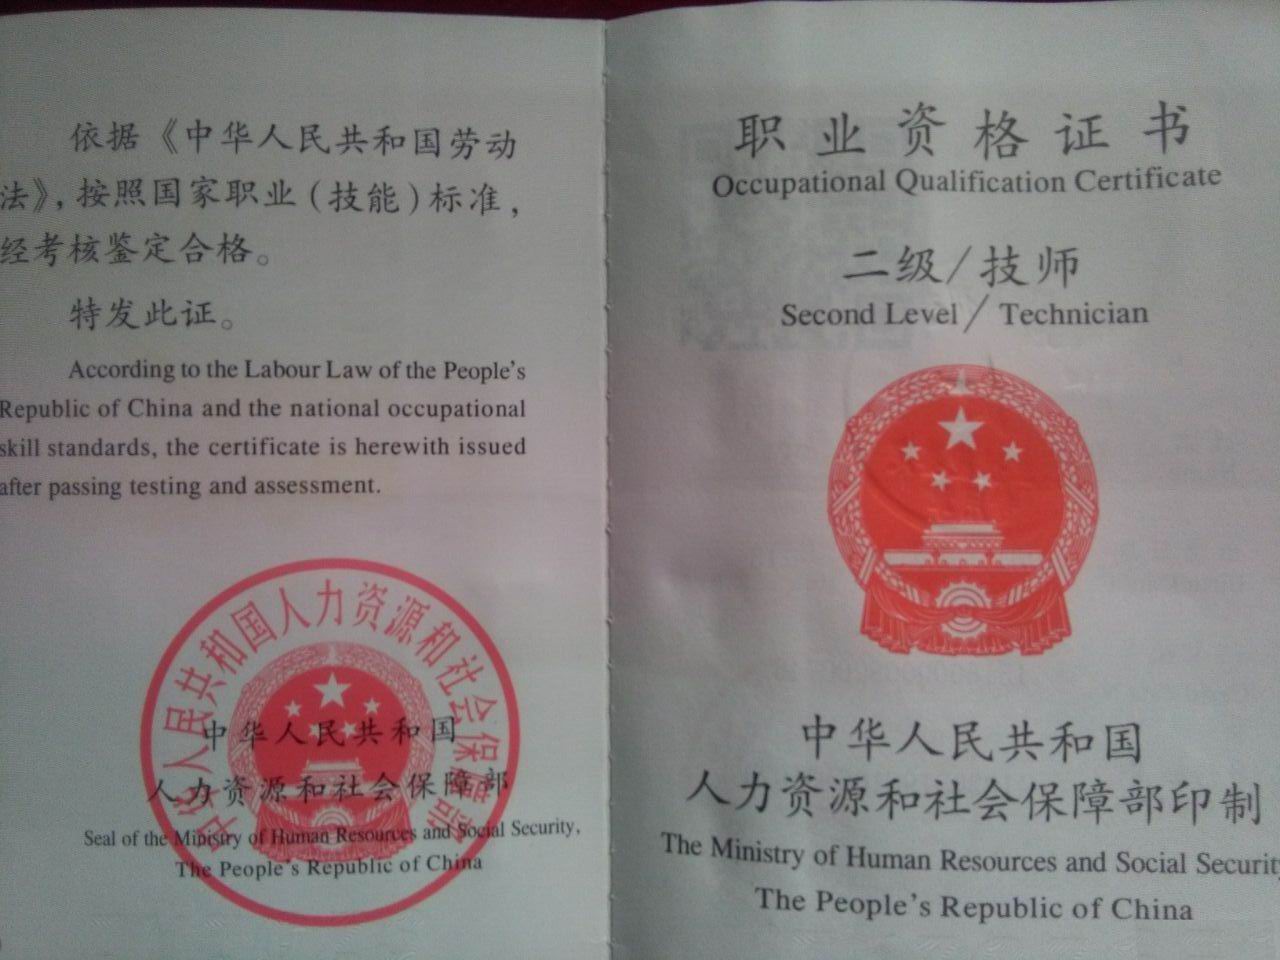 依据《中华人民共和国劳动
法》，按照国家职业（技能）标准，
经考核鉴定合格。
特发此证。
According to the Labour Law of the People's
Republic of China and the national occupational
skill standards, the certificate is herewith issued
after passing testing and assessment.
中华人民共和国人力资源和社会保障部
中华人民共和国
人力资源和社会保障部
Seal of the Ministry of Human Resources and Social Security,
The People's Republic of China
职业资格证书
Occupational Qualification Certificate
二级/技师
Second Level/Technician
中华人民共和国
人力资源和社会保障部印制
The Ministry of Human Resources and Social Securit
The People's Republic of China